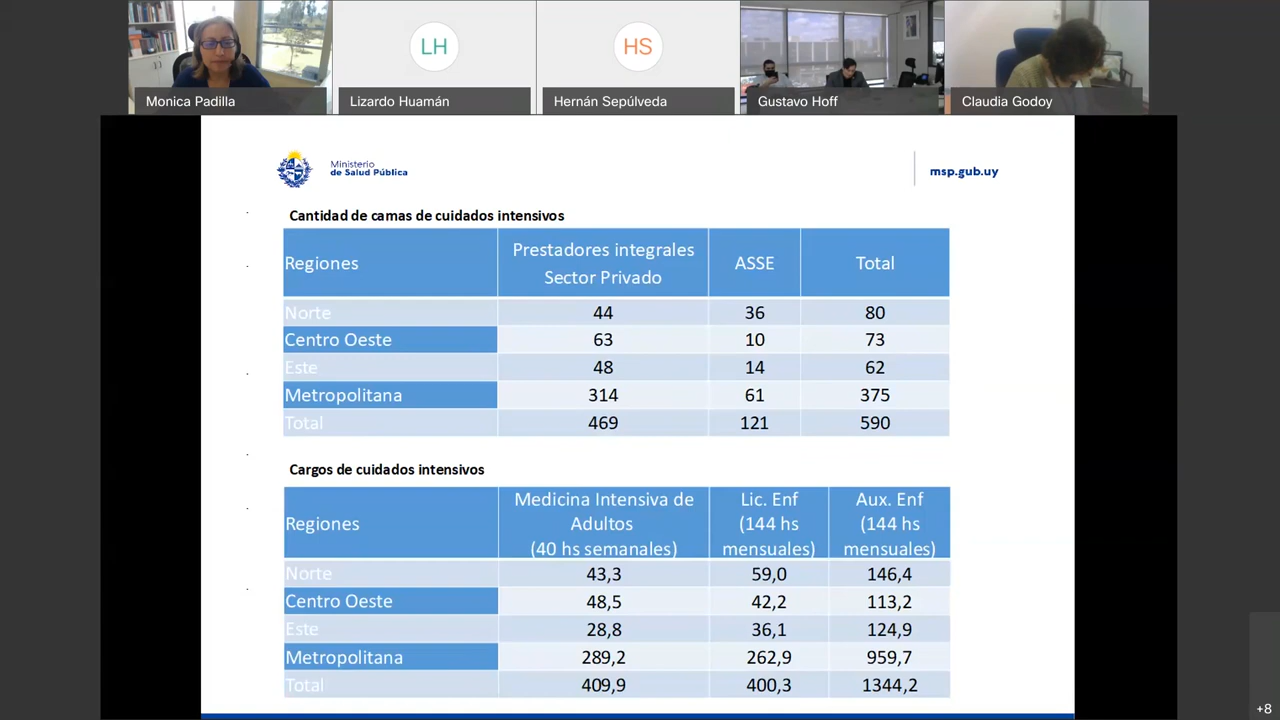 LH
HS
Monica Padilla
Lizardo Huamán
Hernán Sepúlveda
Gustavo Hoff
Claudia Godoy
Ministerio
de Salud Pública
msp.gub.uy
Cantidad de camas de cuidados intensivos
Regiones Prestadores integrales Sector Privado ASSE Total
Norte 44 36 80
Centro Oeste 63 10 73
Este 48 14 62
Metropolitana 314 61 375
Total 469 121 590
Cargos de cuidados intensivos
Regiones Medicina Intensiva de Adultos (40 hs semanales) Lic. Enf (144 hs mensuales) Aux. Enf (144 hs mensuales)
Norte 43,3 59,0 146,4
Centro Oeste 48,5 42,2 113,2
Este 28,8 36,1 124,9
Metropolitana 289,2 262,9 959,7
Total 409,9 400,3 1344,2
+8